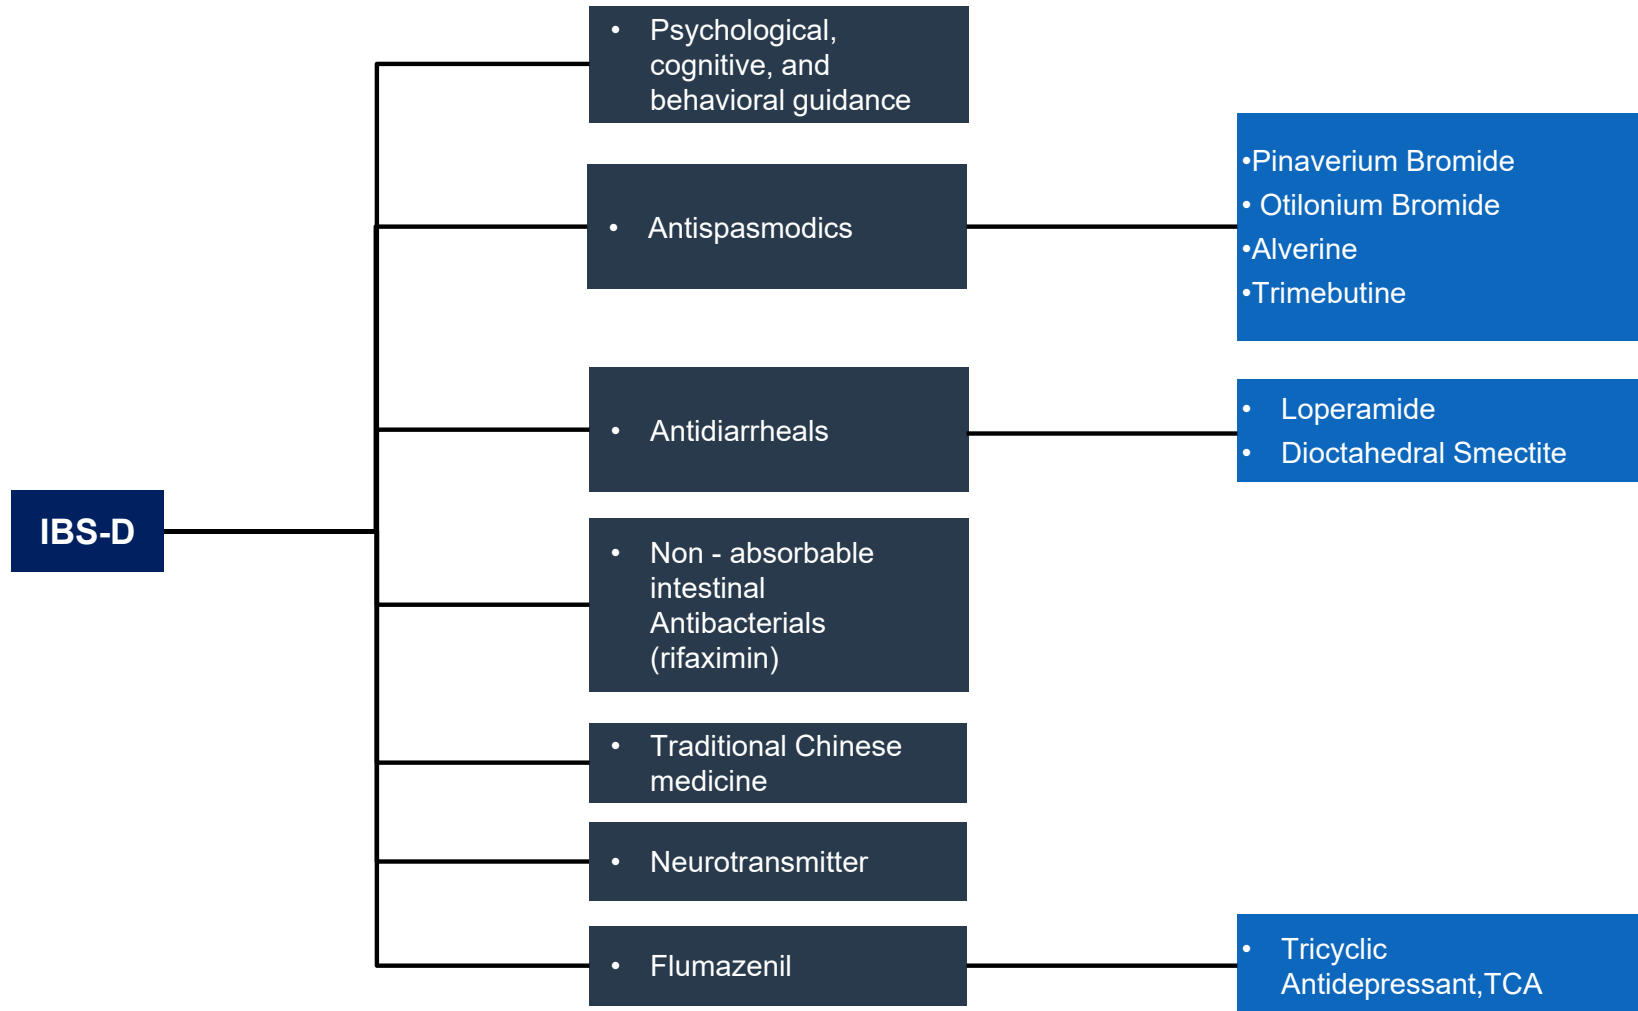 IBS-D
• Psychological,
cognitive, and
behavioral guidance
• Antispasmodics
•Pinaverium Bromide
• Otilonium Bromide
•Alverine
•Trimebutine
• Antidiarrheals
• Loperamide
• Dioctahedral Smectite
• Non - absorbable
intestinal
Antibacterials
(rifaximin)
• Traditional Chinese
medicine
• Neurotransmitter
• Flumazenil
• Tricyclic
Antidepressant,TCA